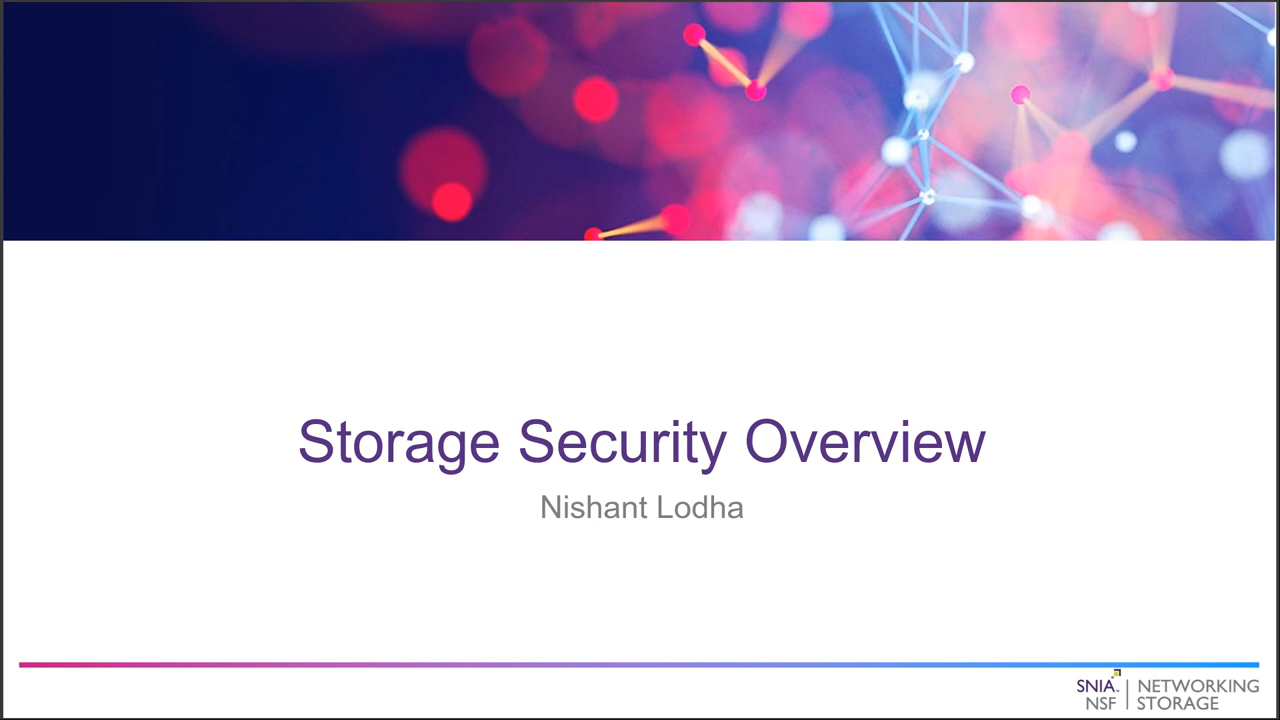 Storage Security Overview
Nishant Lodha
SNIA. | NETWORKING
NSF | STORAGE